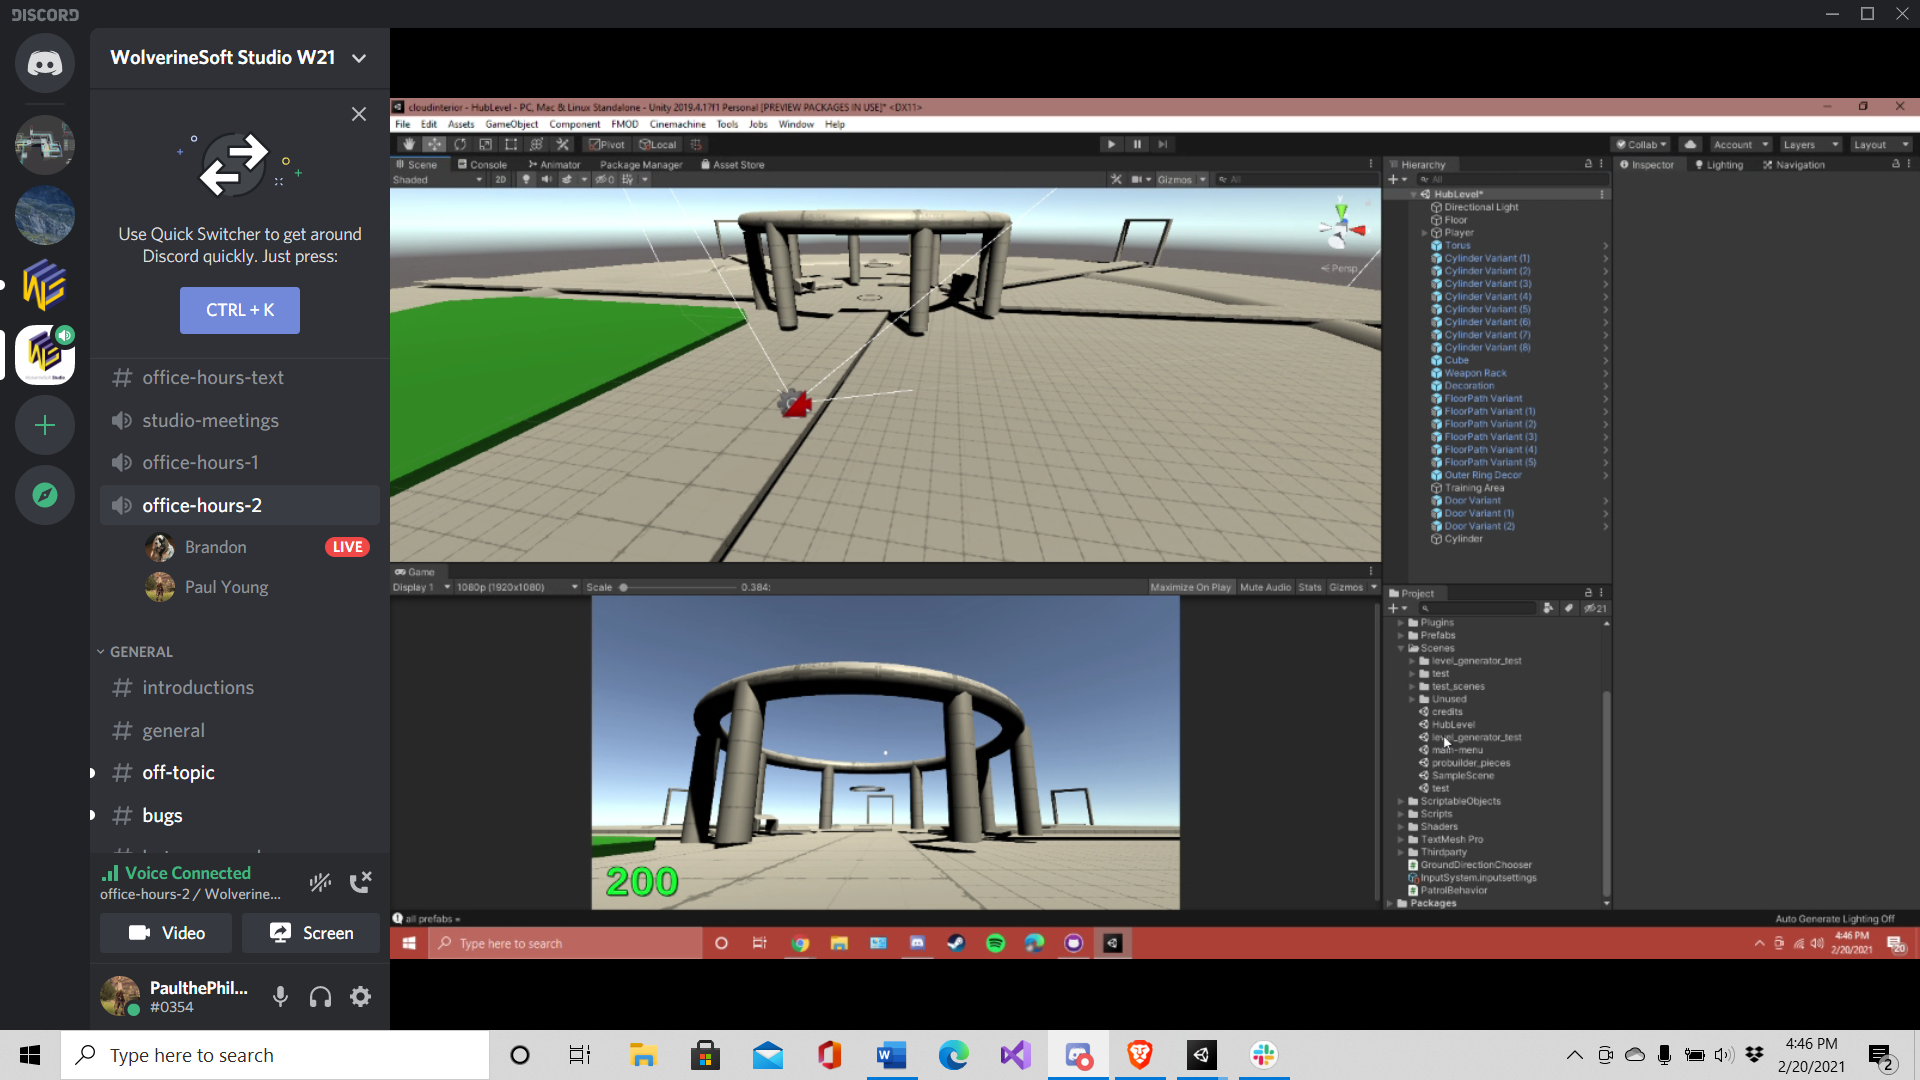 DISCORD
WolverineSoft Studio W21
Use Quick Switcher to get around
Discord quickly. Just press:
CTRL + K
office-hours-text
studio-meetings
office-hours-1
office-hours-2
Brandon LIVE
Paul Young
GENERAL
introductions
general
off-topic
bugs
Voice Connected
office-hours-2 / Wolverine...
Video Screen
PaulthePhil...
#0354
cloudinterior - HubLevel - PC, Mac & Linux Standalone - Unity 2019.4.17f1 Personal [PREVIEW PACKAGES IN USE]* <DX11>
File Edit Assets GameObject Component FMOD Cinemachine Tools Jobs Window Help
Pivot Local Collab Account Layers Layout
Scene Console Animator Package Manager Asset Store
Shaded 2D 0 Gizmos All
Persp
Hierarchy
All
HubLevel*
Directional Light
Floor
Player
Torus
Cylinder Variant (1)
Cylinder Variant (2)
Cylinder Variant (3)
Cylinder Variant (4)
Cylinder Variant (5)
Cylinder Variant (6)
Cylinder Variant (7)
Cylinder Variant (8)
Cube
Weapon Rack
Decoration
FloorPath Variant
FloorPath Variant (1)
FloorPath Variant (2)
FloorPath Variant (3)
FloorPath Variant (4)
FloorPath Variant (5)
Outer Ring Decor
Training Area
Door Variant
Door Variant (1)
Door Variant (2)
Cylinder
Inspector Lighting Navigation
Game
Display 1 1080p (1920x1080) Scale 0.384: Maximize On Play Mute Audio Stats Gizmos
200
all prefabs =
Project
21
Plugins
Prefabs
Scenes
level_generator_test
test
test_scenes
Unused
credits
HubLevel
level_generator_test
main-menu
probuilder_pieces
SampleScene
test
ScriptableObjects
Scripts
Shaders
TextMesh Pro
Thirdparty
GroundDirectionChooser
InputSystem.inputsettings
PatrolBehavior
Packages
Auto Generate Lighting Off
Type here to search
4:46 PM
2/20/2021
20
Type here to search
4:46 PM
2/20/2021
2